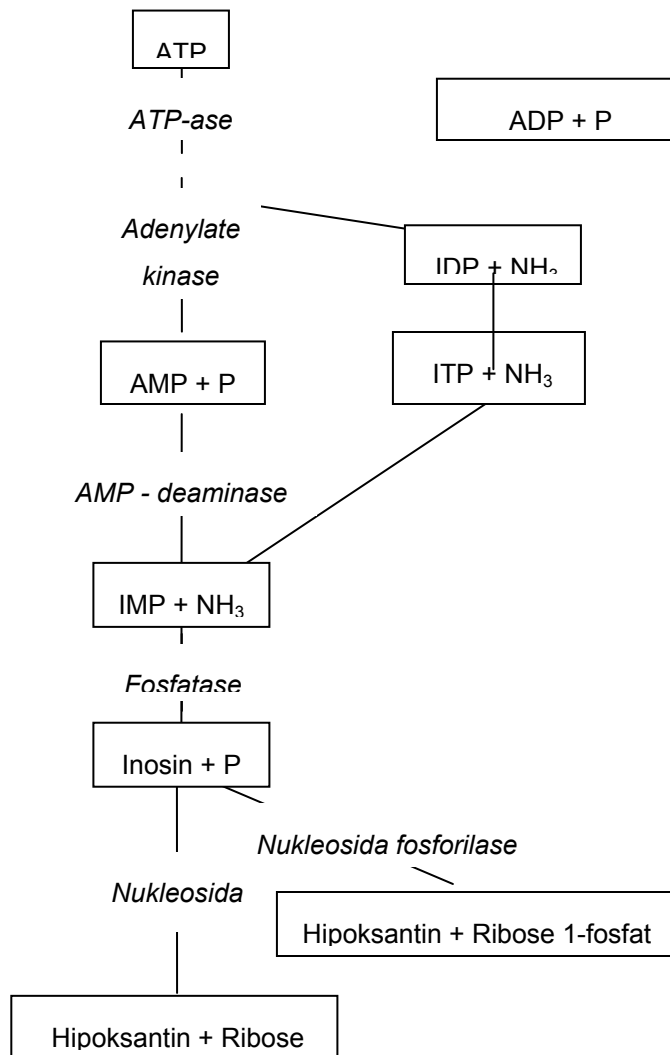 ATP
ATP-ase
ADP + P
Adenylate
kinase
IDP + NH₃
AMP + P
ITP + NH₃
AMP - deaminase
IMP + NH₃
Fosfatase
Inosin + P
Nukleosida fosforilase
Nukleosida
Hipoksantin + Ribose 1-fosfat
Hipoksantin + Ribose